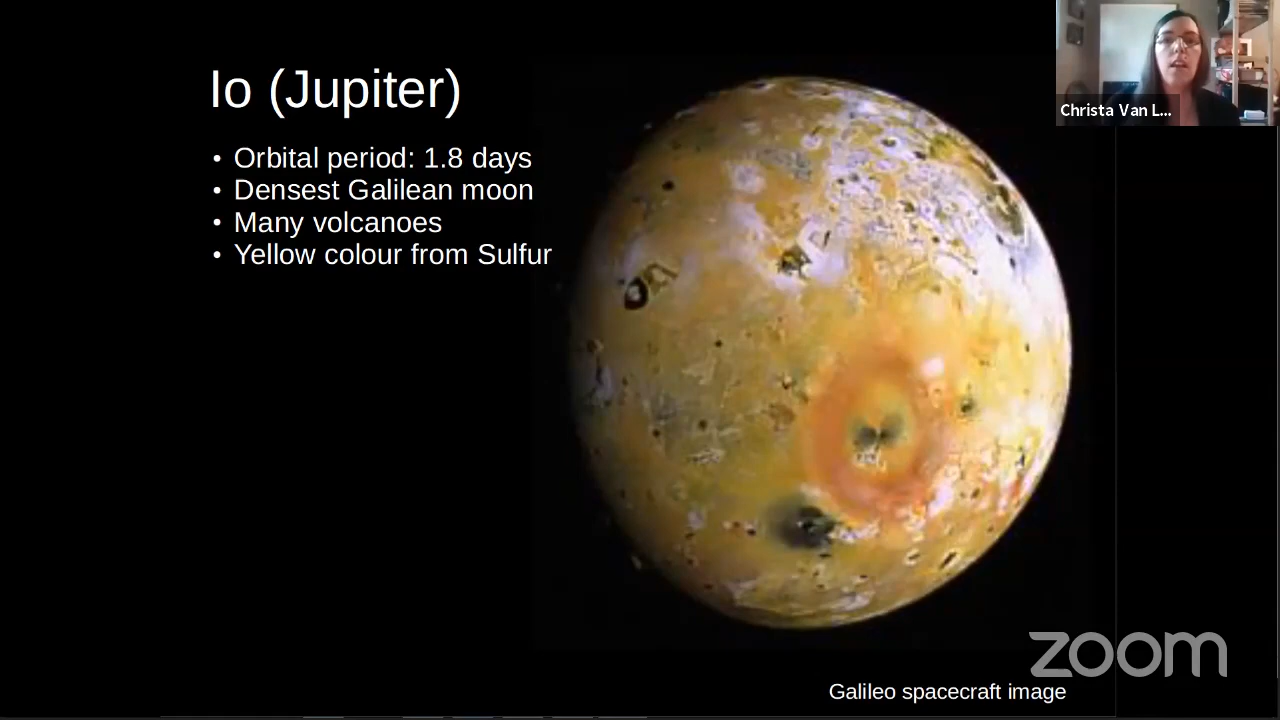 Io (Jupiter)
• Orbital period: 1.8 days
• Densest Galilean moon
• Many volcanoes
• Yellow colour from Sulfur
Christa Van L...
zoom
Galileo spacecraft image